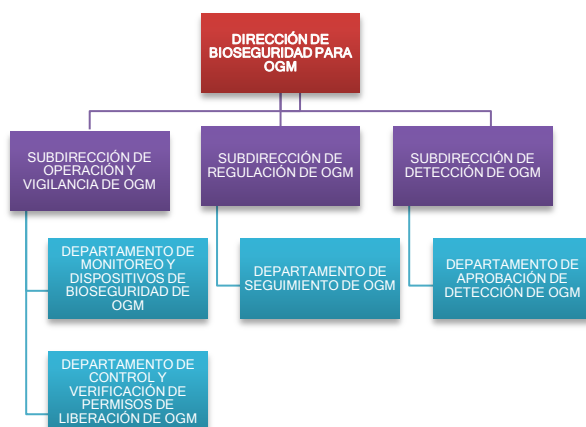 DIRECCIÓN DE
BIOSEGURIDAD PARA
OGM
SUBDIRECCIÓN DE
OPERACIÓN Y
VIGILANCIA DE OGM
SUBDIRECCIÓN DE
REGULACIÓN DE OGM
SUBDIRECCIÓN DE
DETECCIÓN DE OGM
DEPARTAMENTO DE
MONITOREO Y
DISPOSITIVOS DE
BIOSEGURIDAD DE
OGM
DEPARTAMENTO DE
SEGUIMIENTO DE OGM
DEPARTAMENTO DE
APROBACIÓN DE
DETECCIÓN DE OGM
DEPARTAMENTO DE
CONTROL Y
VERIFICACIÓN DE
PERMISOS DE
LIBERACIÓN DE OGM